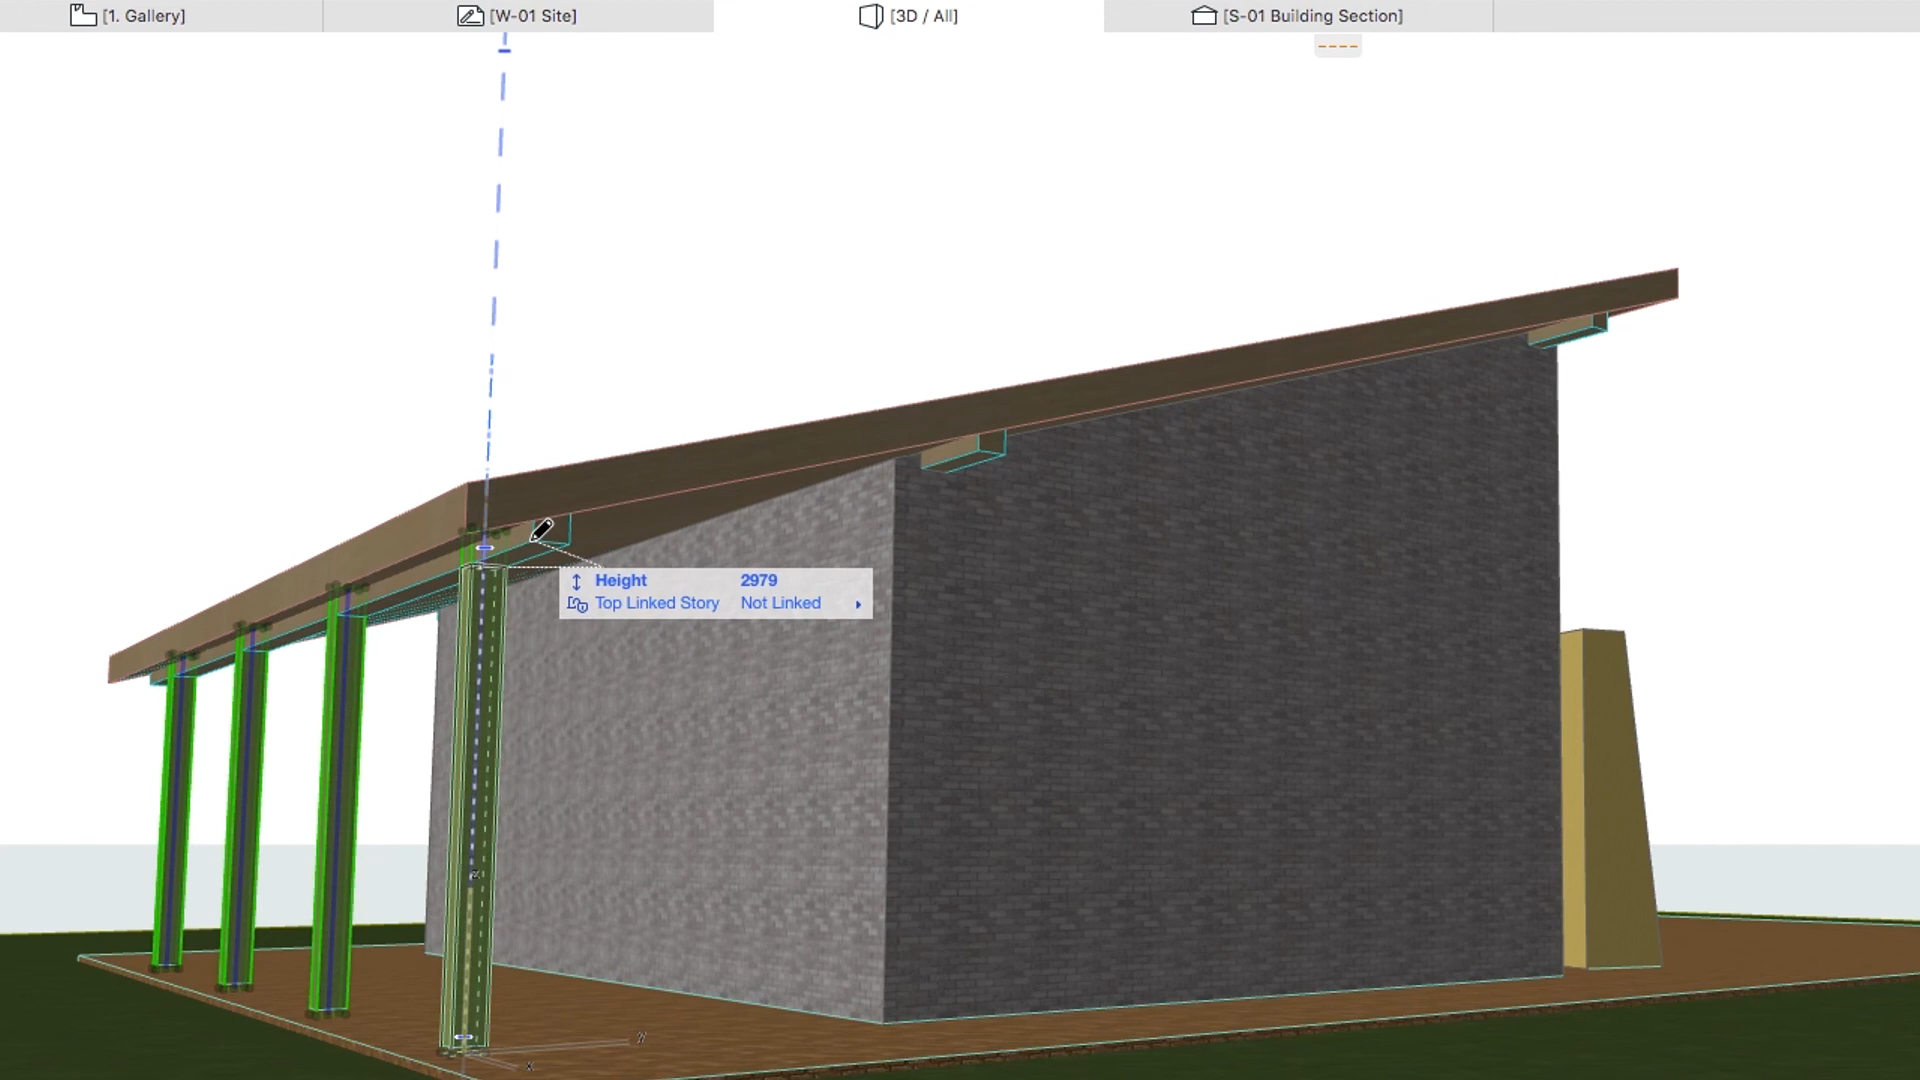 [1. Gallery]
[W-01 Site]
[3D / All]
[S-01 Building Section]
Height 2979
Top Linked Story Not Linked
z
y
x